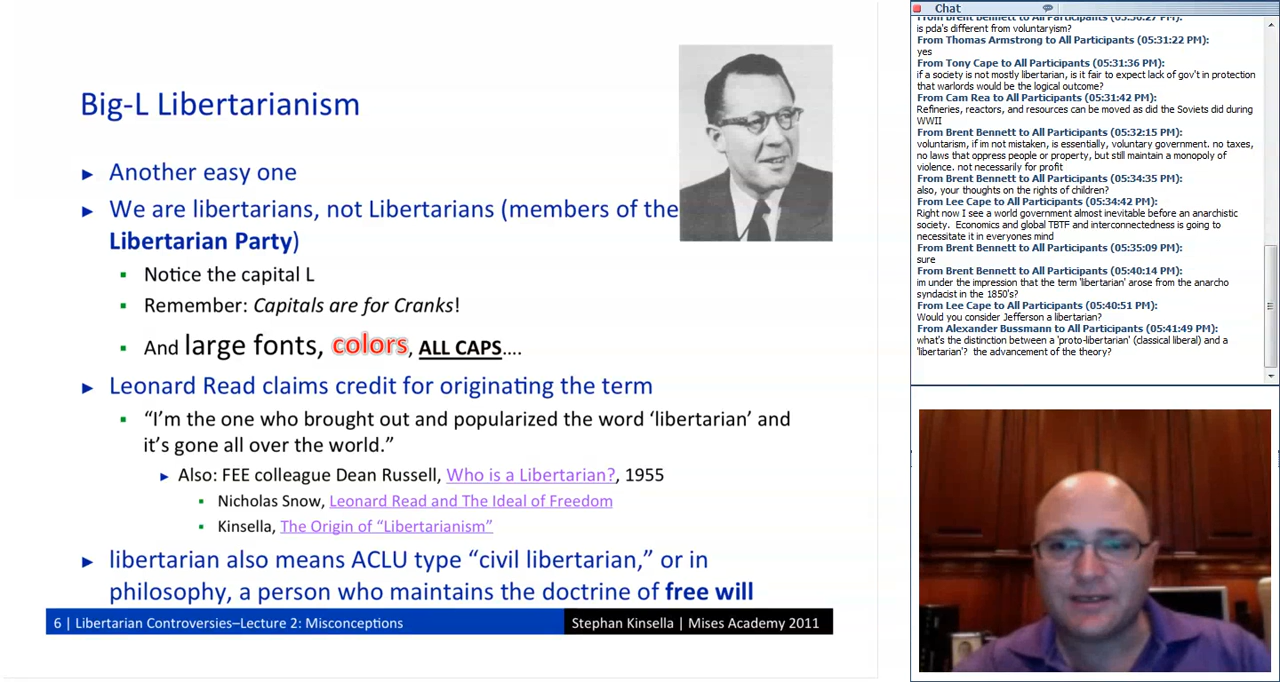 Big-L Libertarianism
► Another easy one
► We are libertarians, not Libertarians (members of the
Libertarian Party)
▪ Notice the capital L
▪ Remember: Capitals are for Cranks!
▪ And large fonts, colors, ALL CAPS....
► Leonard Read claims credit for originating the term
▪ “I’m the one who brought out and popularized the word ‘libertarian’ and
it’s gone all over the world.”
► Also: FEE colleague Dean Russell, Who is a Libertarian?, 1955
▪ Nicholas Snow, Leonard Read and The Ideal of Freedom
▪ Kinsella, The Origin of “Libertarianism”
► libertarian also means ACLU type “civil libertarian,” or in
philosophy, a person who maintains the doctrine of free will
6 | Libertarian Controversies–Lecture 2: Misconceptions
Stephan Kinsella | Mises Academy 2011
Chat
From Brent Bennett to All Participants (05:30:27 PM):
is pda's different from voluntaryism?
From Thomas Armstrong to All Participants (05:31:22 PM):
yes
From Tony Cape to All Participants (05:31:36 PM):
if a society is not mostly libertarian, is it fair to expect lack of gov't in protection
that warlords would be the logical outcome?
From Cam Rea to All Participants (05:31:42 PM):
Refineries, reactors, and resources can be moved as did the Soviets did during
WWII
From Brent Bennett to All Participants (05:32:15 PM):
voluntarism, if im not mistaken, is essentially, voluntary government. no taxes,
no laws that oppress people or property, but still maintain a monopoly of
violence. not necessarily for profit
From Brent Bennett to All Participants (05:34:35 PM):
also, your thoughts on the rights of children?
From Lee Cape to All Participants (05:34:42 PM):
Right now I see a world government almost inevitable before an anarchistic
society. Economics and global TBTF and interconnectedness is going to
necessitate it in everyones mind
From Brent Bennett to All Participants (05:35:09 PM):
sure
From Brent Bennett to All Participants (05:40:14 PM):
im under the impression that the term 'libertarian' arose from the anarcho
syndacist in the 1850's?
From Lee Cape to All Participants (05:40:51 PM):
Would you consider Jefferson a libertarian?
From Alexander Bussmann to All Participants (05:41:49 PM):
what's the distinction between a 'proto-libertarian' (classical liberal) and a
'libertarian'? the advancement of the theory?